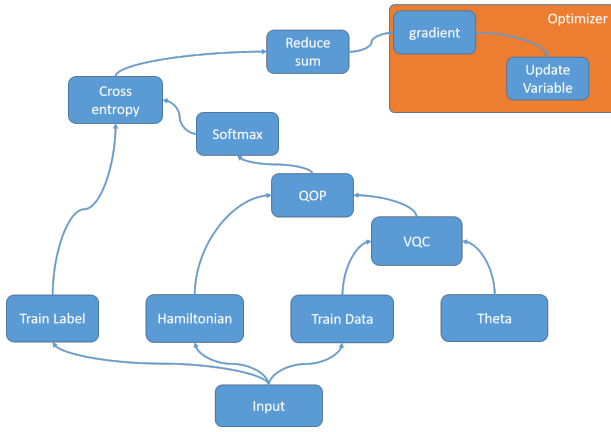 Optimizer
gradient
Reduce
sum
Update
Variable
Cross
entropy
Softmax
QOP
VQC
Train Label
Hamiltonian
Train Data
Theta
Input